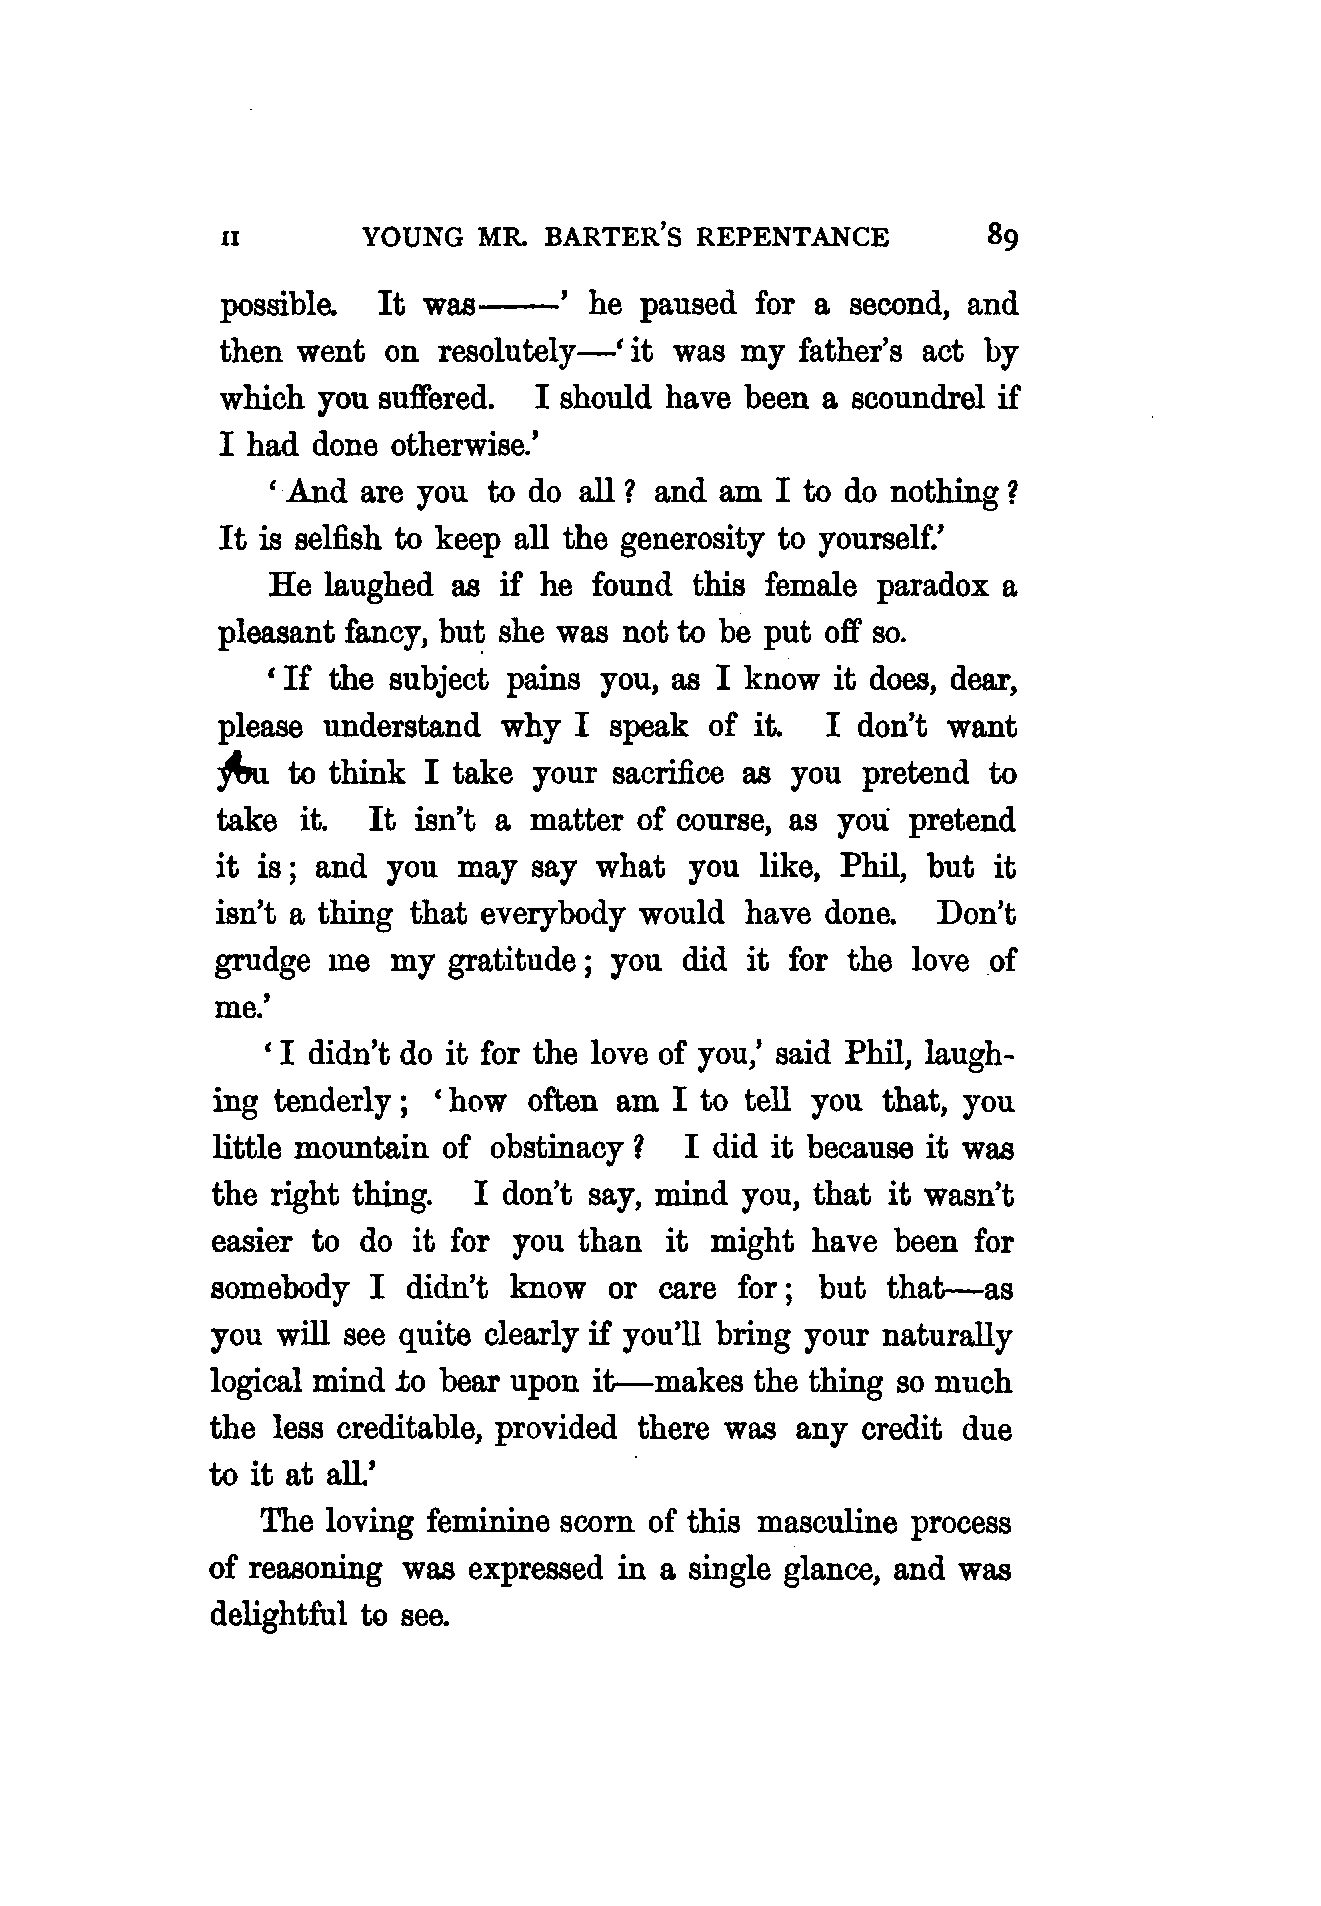 II YOUNG MR. BARTER'S REPENTANCE 89
possible. It was——' he paused for a second, and
then went on resolutely—'it was my father's act by
which you suffered. I should have been a scoundrel if
I had done otherwise.'
'And are you to do all? and am I to do nothing?
It is selfish to keep all the generosity to yourself.'
He laughed as if he found this female paradox a
pleasant fancy, but she was not to be put off so.
'If the subject pains you, as I know it does, dear,
please understand why I speak of it. I don't want
you to think I take your sacrifice as you pretend to
take it. It isn't a matter of course, as you pretend
it is; and you may say what you like, Phil, but it
isn't a thing that everybody would have done. Don't
grudge me my gratitude; you did it for the love of
me.'
'I didn't do it for the love of you,' said Phil, laugh-
ing tenderly; 'how often am I to tell you that, you
little mountain of obstinacy? I did it because it was
the right thing. I don't say, mind you, that it wasn't
easier to do it for you than it might have been for
somebody I didn't know or care for; but that—as
you will see quite clearly if you'll bring your naturally
logical mind to bear upon it—makes the thing so much
the less creditable, provided there was any credit due
to it at all.'
The loving feminine scorn of this masculine process
of reasoning was expressed in a single glance, and was
delightful to see.